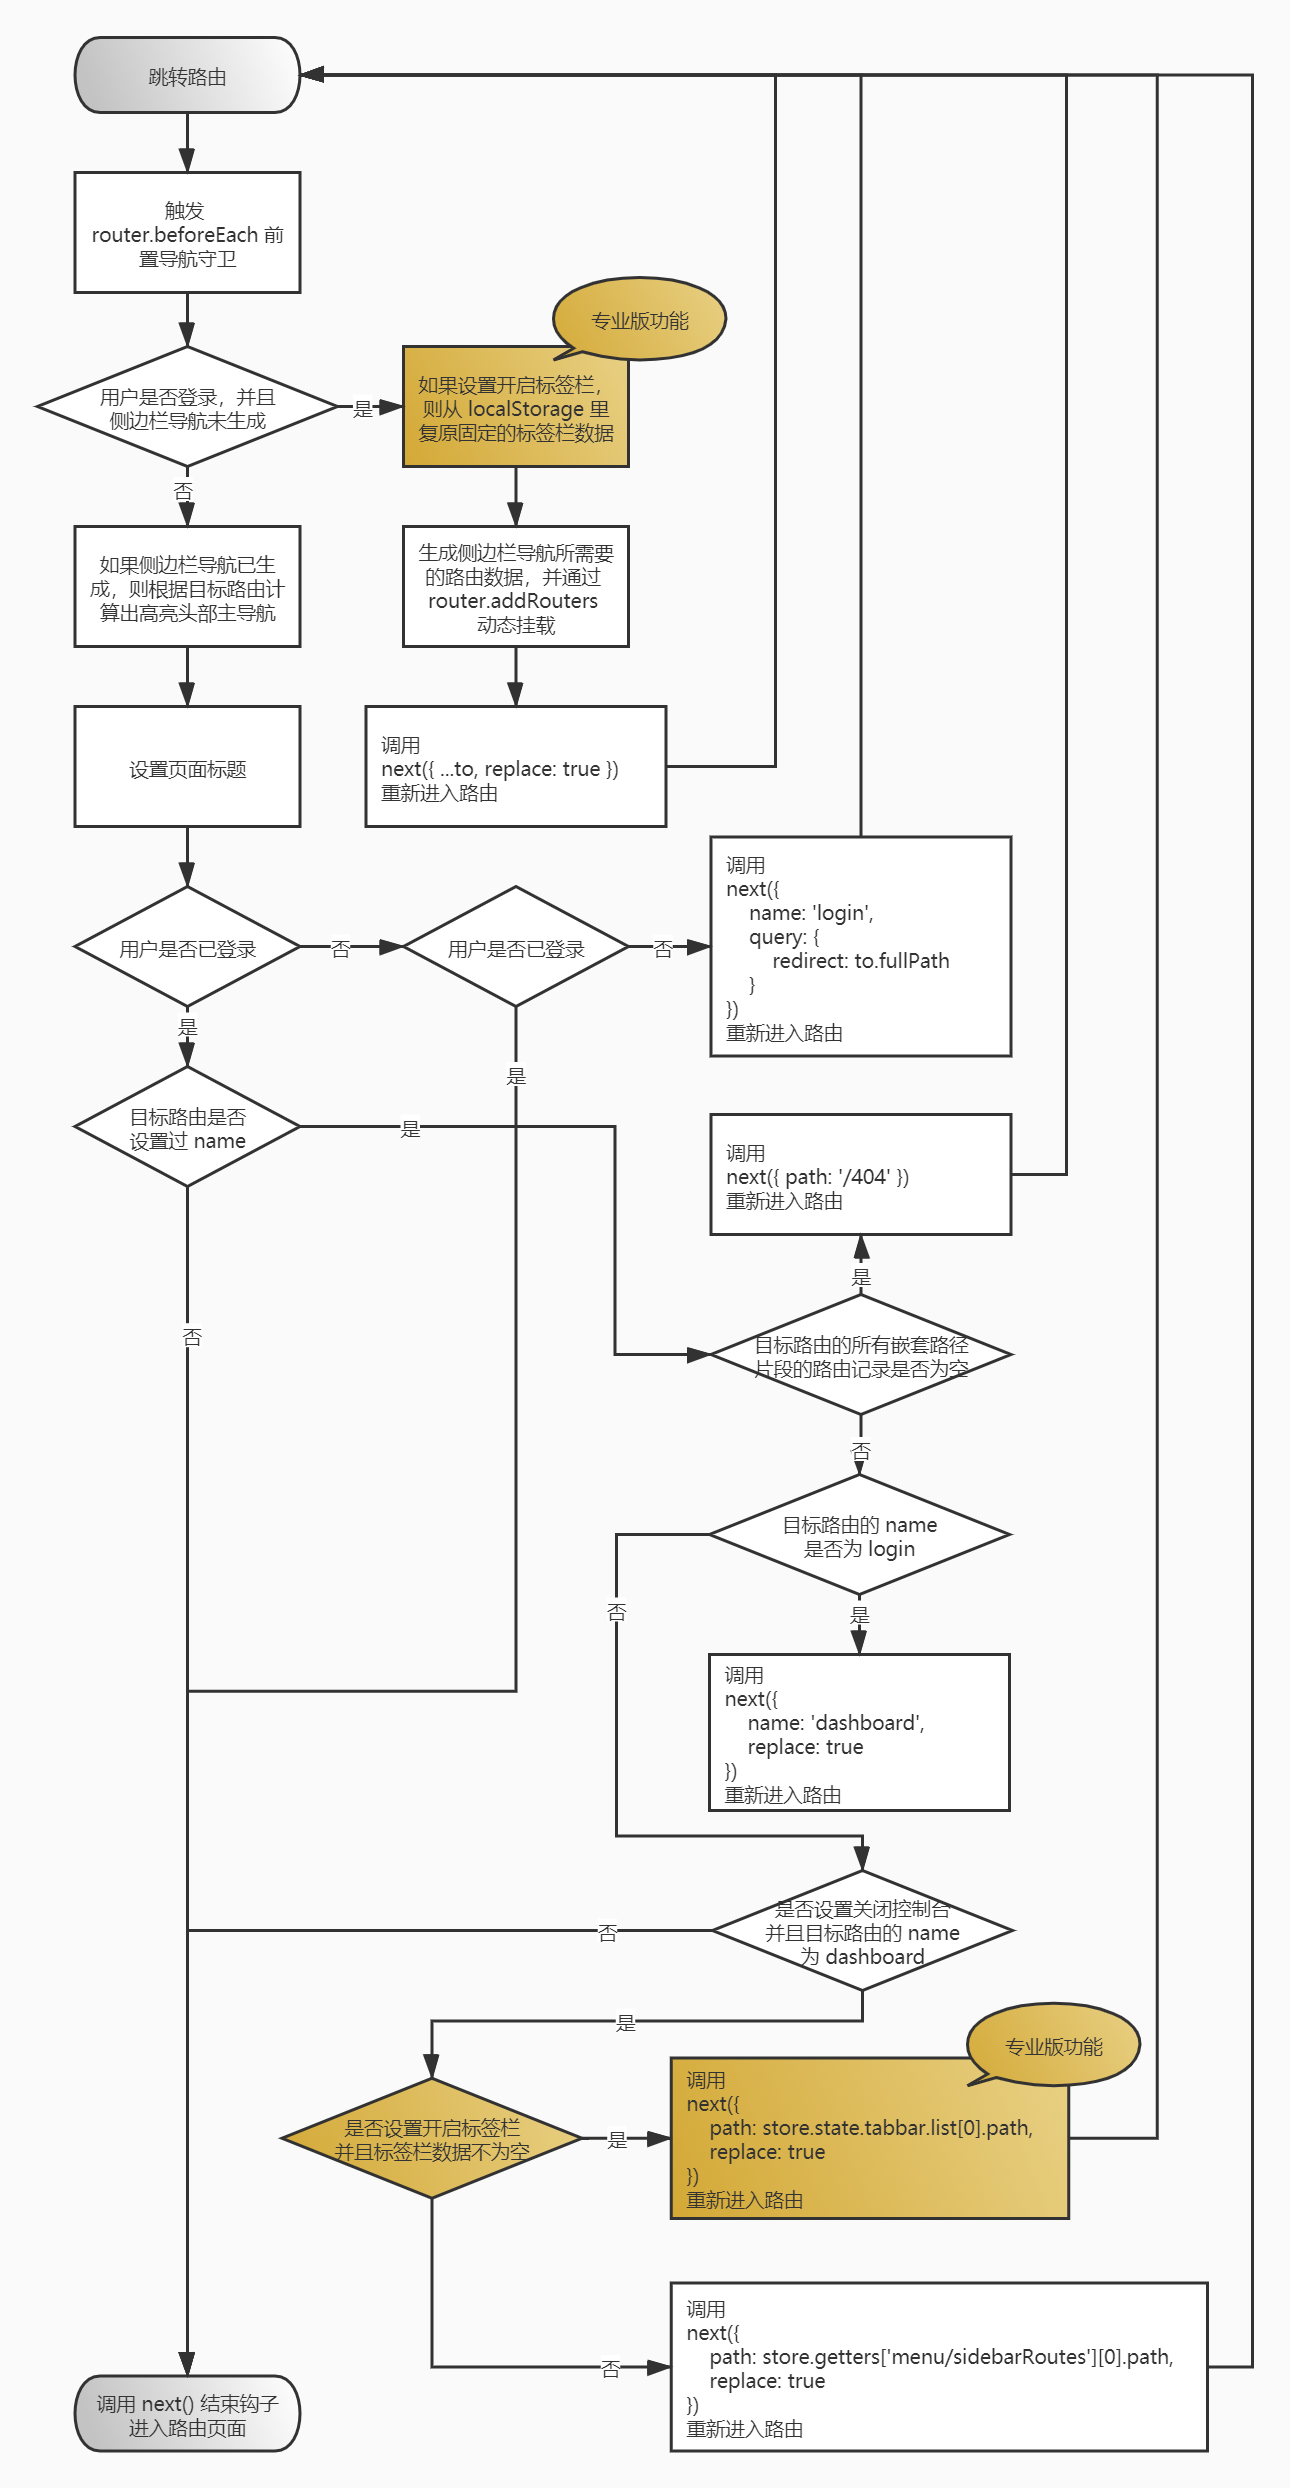 跳转路由
触发
router.beforeEach 前
置导航守卫
专业版功能
用户是否登录，并且
侧边栏导航未生成
是
如果设置开启标签栏，
则从 localStorage 里
复原固定的标签栏数据
否
如果侧边栏导航已生
成，则根据目标路由计
算出高亮头部主导航
生成侧边栏导航所需要
的路由数据，并通过
router.addRouters
动态挂载
设置页面标题
调用
next({ ...to, replace: true })
重新进入路由
用户是否已登录
否
用户是否已登录
否
调用
next({
name: 'login',
query: {
redirect: to.fullPath
}
})
重新进入路由
是
是
目标路由是否
设置过 name
是
调用
next({ path: '/404' })
重新进入路由
是
否
目标路由的所有嵌套路径
片段的路由记录是否为空
否
目标路由的 name
是否为 login
否
是
调用
next({
name: 'dashboard',
replace: true
})
重新进入路由
是否设置关闭控制台
并且目标路由的 name
为 dashboard
否
是
专业版功能
是否设置开启标签栏
并且标签栏数据不为空
是
调用
next({
path: store.state.tabbar.list[0].path,
replace: true
})
重新进入路由
否
调用
next({
path: store.getters['menu/sidebarRoutes'][0].path,
replace: true
})
重新进入路由
调用 next() 结束钩子
进入路由页面